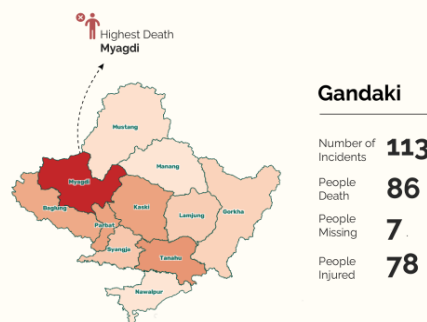 Highest Death
Myagdi
Mustang
Manang
Myagdi
Baglung
Parbat
Kaski
Lamjung
Gorkha
Syangja
Tanahu
Nawalpur
Gandaki
Number of
Incidents
113
People
Death
86
People
Missing
7
People
Injured
78